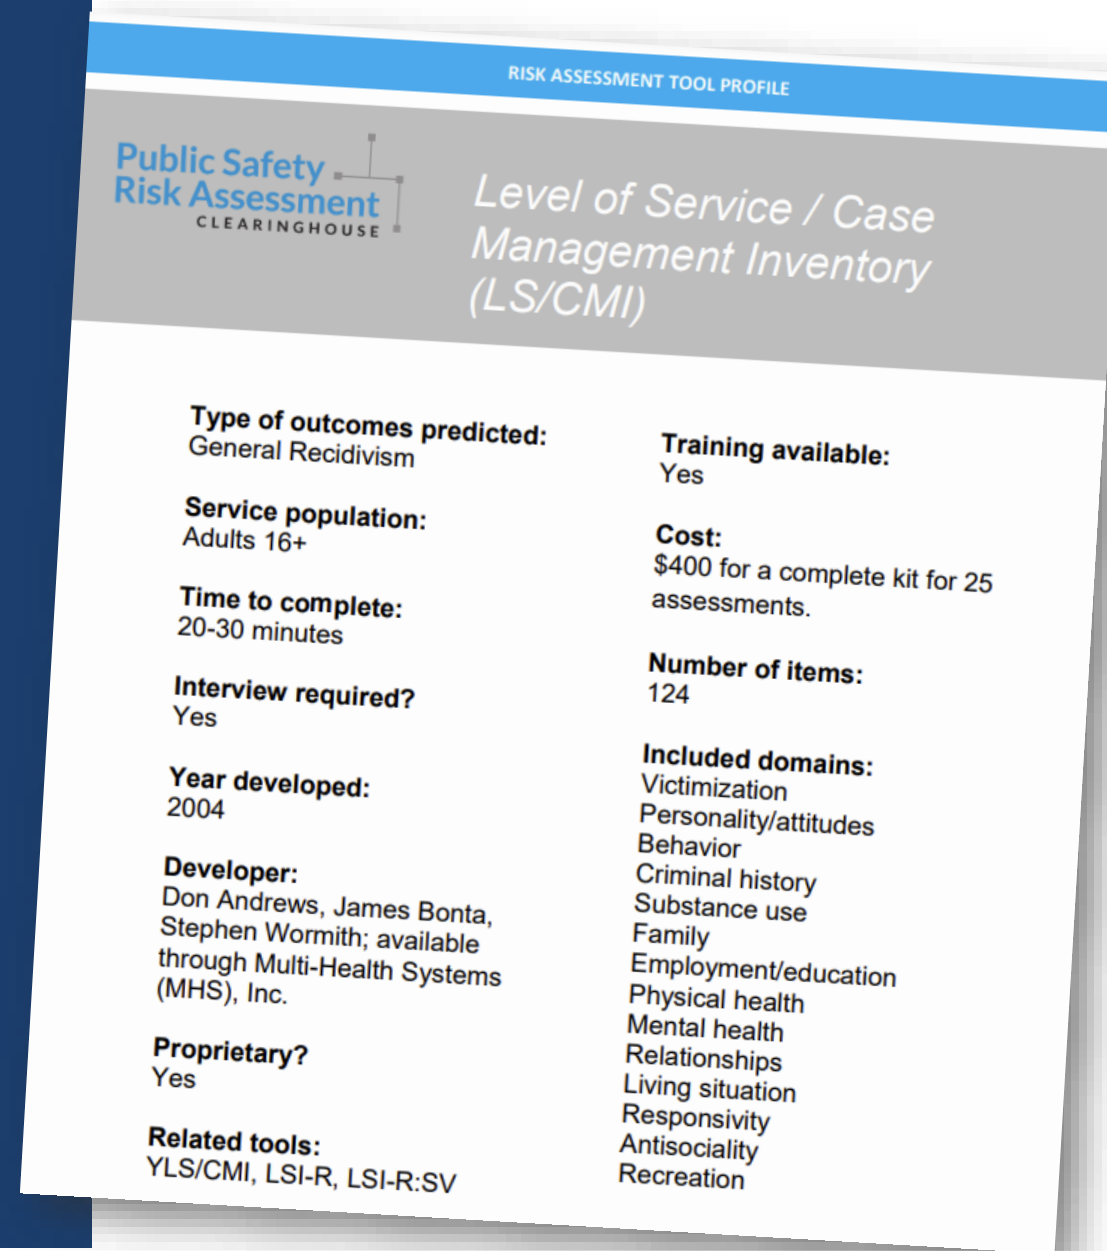 RISK ASSESSMENT TOOL PROFILE
Public Safety
Risk Assessment
CLEARINGHOUSE
Level of Service / Case
Management Inventory
(LS/CMI)
Type of outcomes predicted:
General Recidivism
Service population:
Adults 16+
Time to complete:
20-30 minutes
Interview required?
Yes
Year developed:
2004
Developer:
Don Andrews, James Bonta,
Stephen Wormith; available
through Multi-Health Systems
(MHS), Inc.
Proprietary?
Yes
Related tools:
YLS/CMI, LSI-R, LSI-R:SV
Training available:
Yes
Cost:
$400 for a complete kit for 25
assessments.
Number of items:
124
Included domains:
Victimization
Personality/attitudes
Behavior
Criminal history
Substance use
Family
Employment/education
Physical health
Mental health
Relationships
Living situation
Responsivity
Antisociality
Recreation